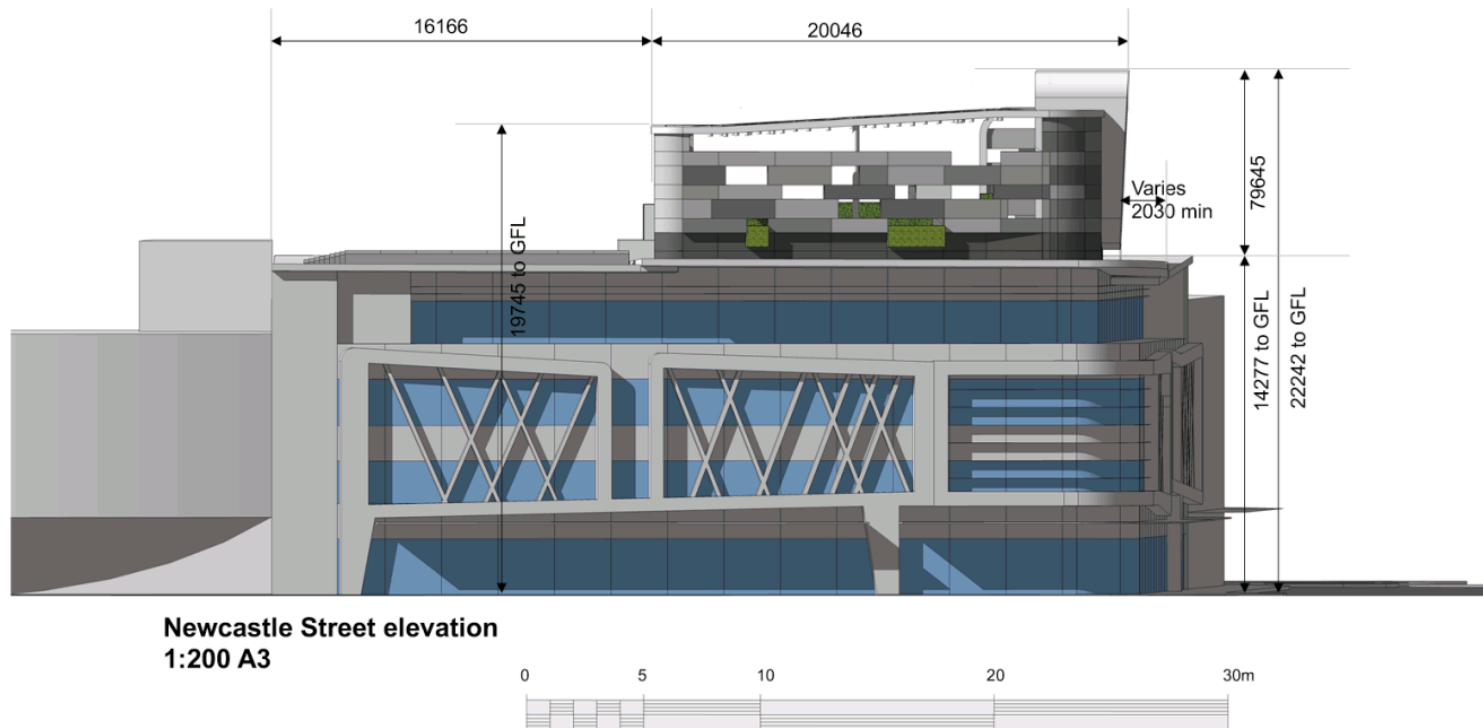 16166
20046
79645
Varies
2030 min
19745 to GFL
14277 to GFL
22242 to GFL
Newcastle Street elevation
1:200 A3
0 5 10 20 30m